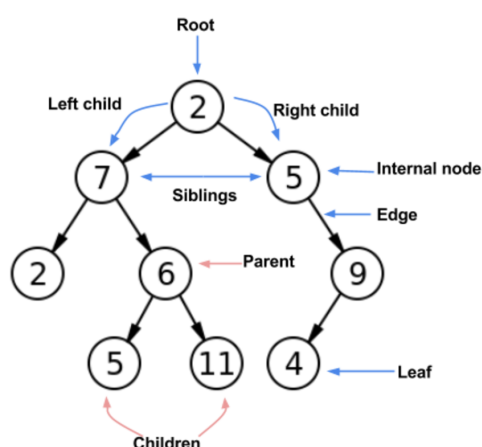 Root
2
Left child
Right child
7
5
Internal node
Siblings
Edge
2
6
Parent
9
5
11
4
Leaf
Children